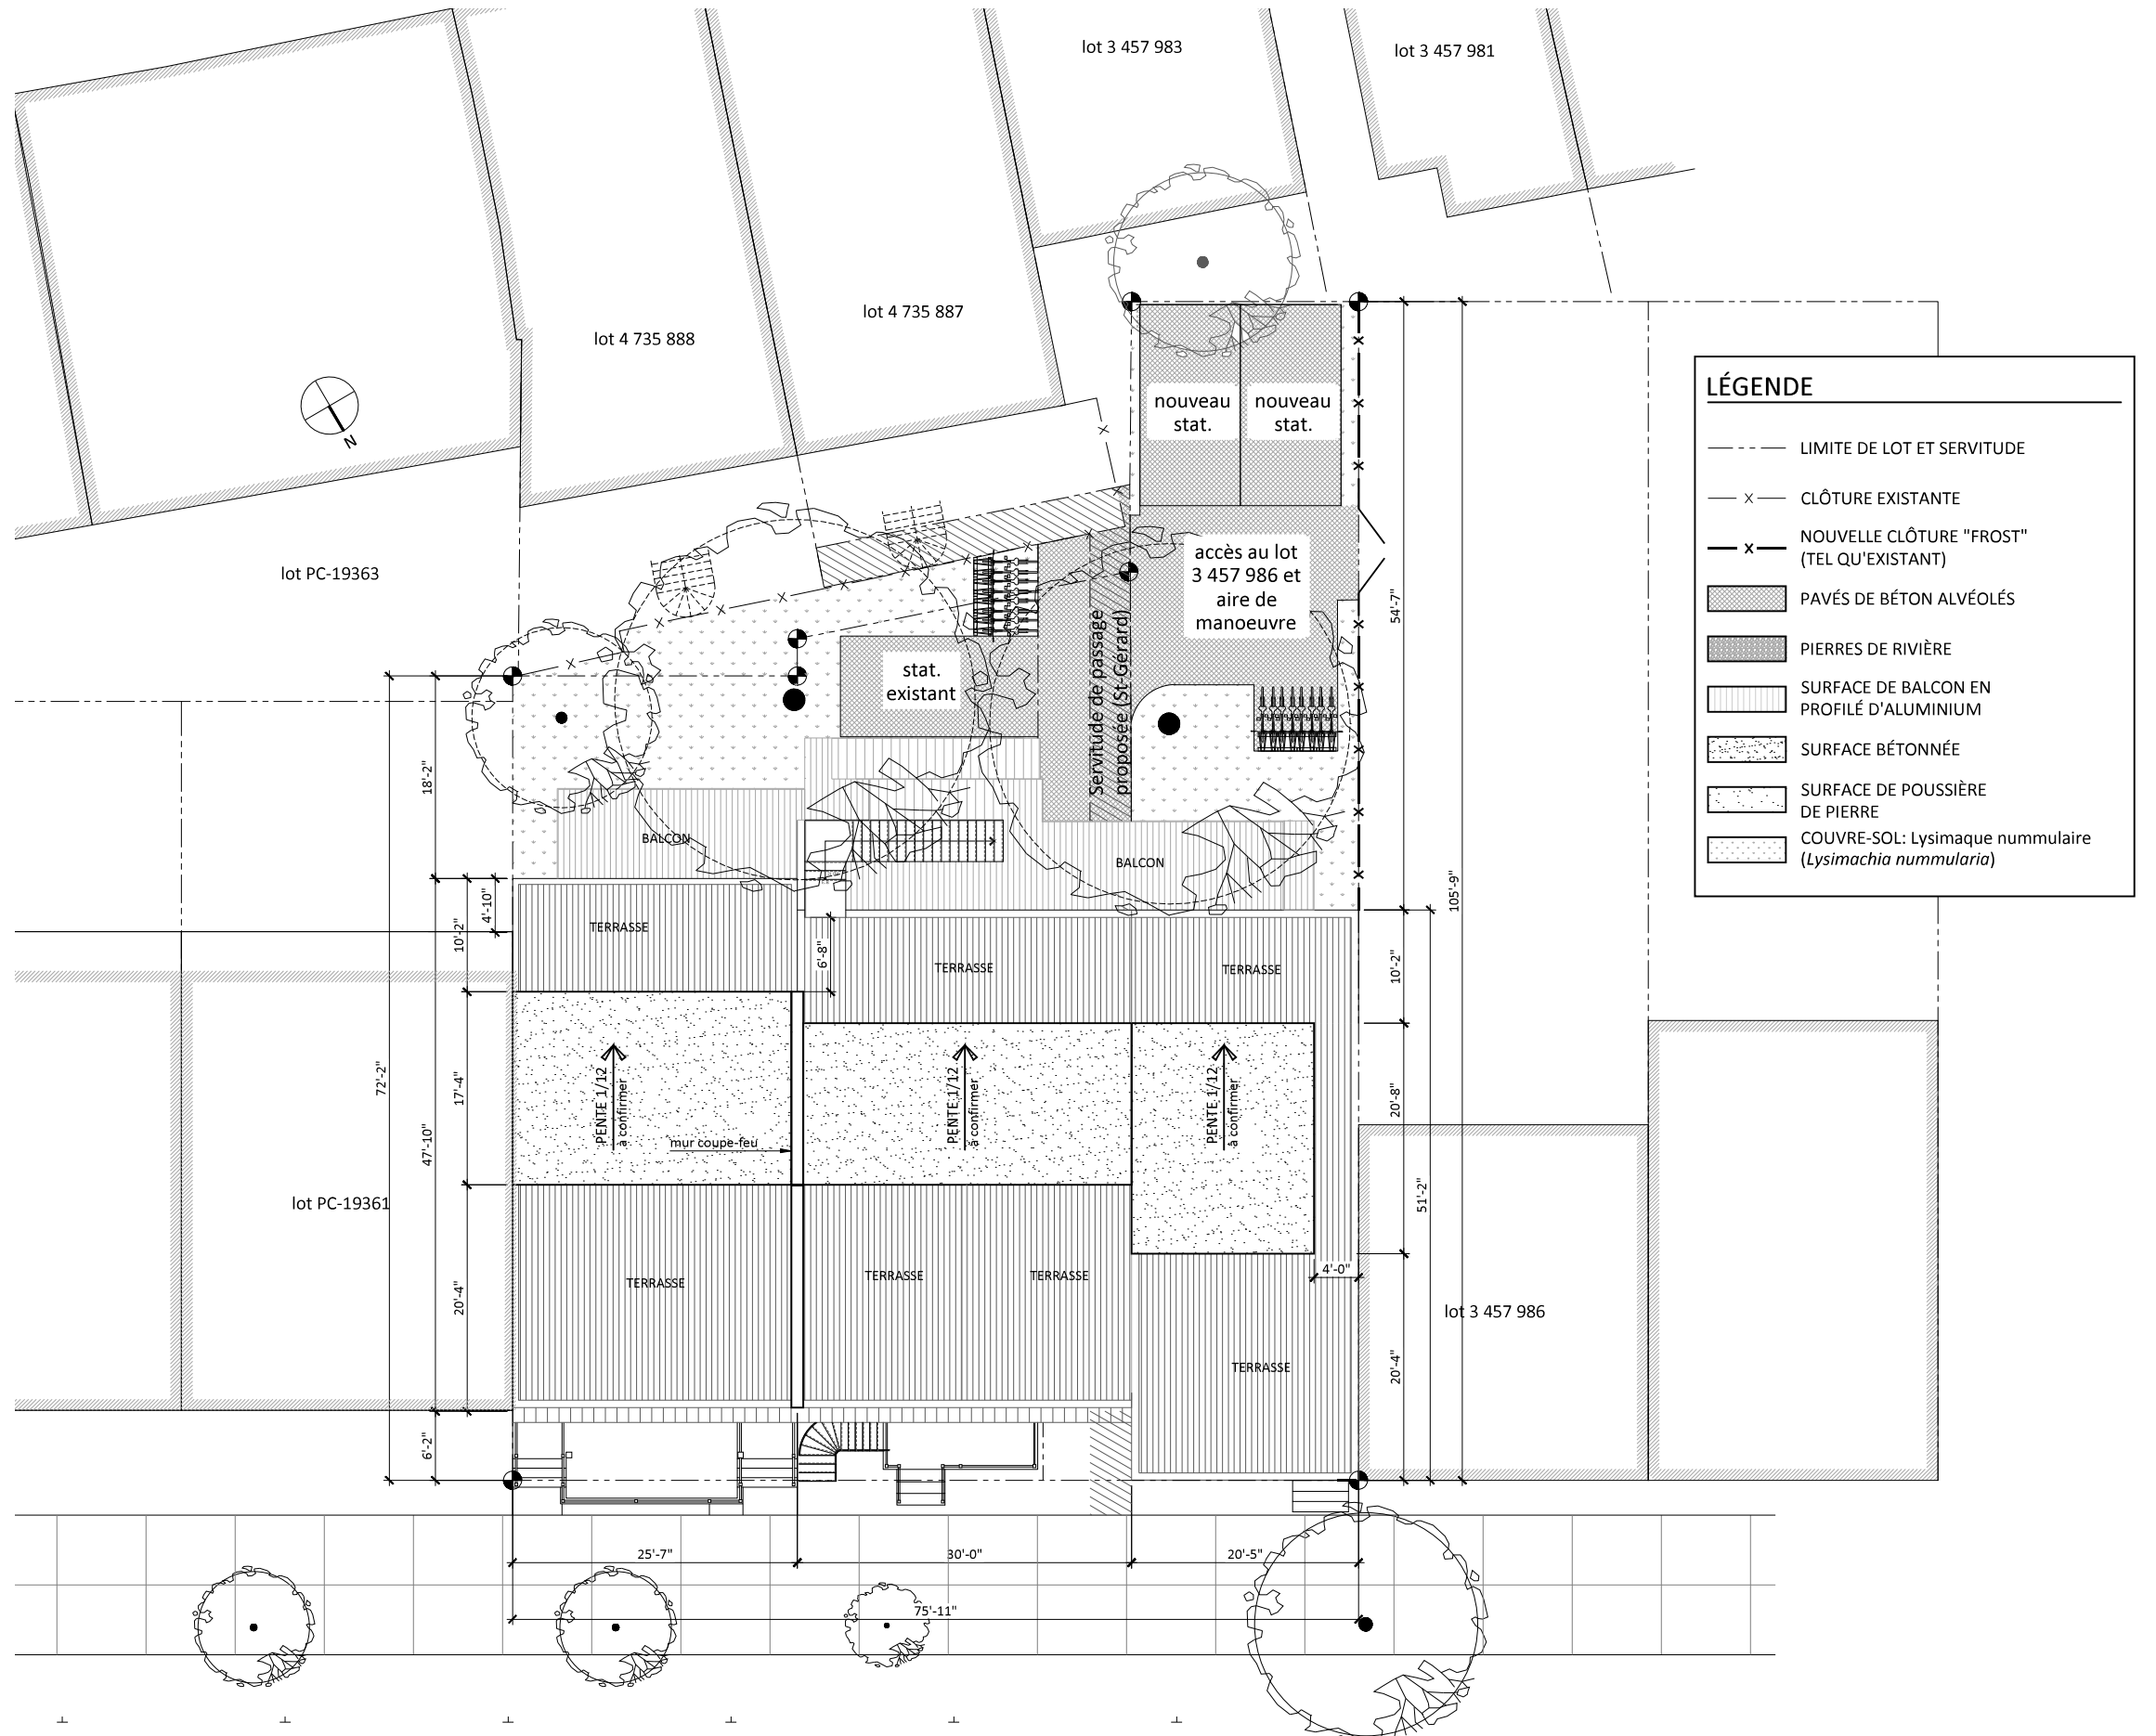 lot 3 457 983
lot 3 457 981
lot 4 735 887
lot 4 735 888
N
lot PC-19363
nouveau
stat.
nouveau
stat.
accès au lot
3 457 986 et
aire de
manoeuvre
stat.
existant
Servitude de passage
proposée (St-Gérard)
LÉGENDE
LIMITE DE LOT ET SERVITUDE
CLÔTURE EXISTANTE
NOUVELLE CLÔTURE "FROST"
(TEL QU'EXISTANT)
PAVÉS DE BÉTON ALVÉOLÉS
PIERRES DE RIVIÈRE
SURFACE DE BALCON EN
PROFILÉ D'ALUMINIUM
SURFACE BÉTONNÉE
SURFACE DE POUSSIÈRE
DE PIERRE
COUVRE-SOL: Lysimaque nummulaire
(Lysimachia nummularia)
54'-7"
105'-9"
18'-2"
BALCON
BALCON
4'-10"
10'-2"
6'-8"
10'-2"
TERRASSE
TERRASSE
TERRASSE
72'-2"
47'-10"
17'-4"
PENTE 1/12
à confirmer
mur coupe-feu
PENTE 1/12
à confirmer
PENTE 1/12
à confirmer
20'-8"
51'-2"
lot PC-19361
20'-4"
TERRASSE
TERRASSE
TERRASSE
4'-0"
lot 3 457 986
TERRASSE
20'-4"
6'-2"
25'-7"
30'-0"
20'-5"
75'-11"